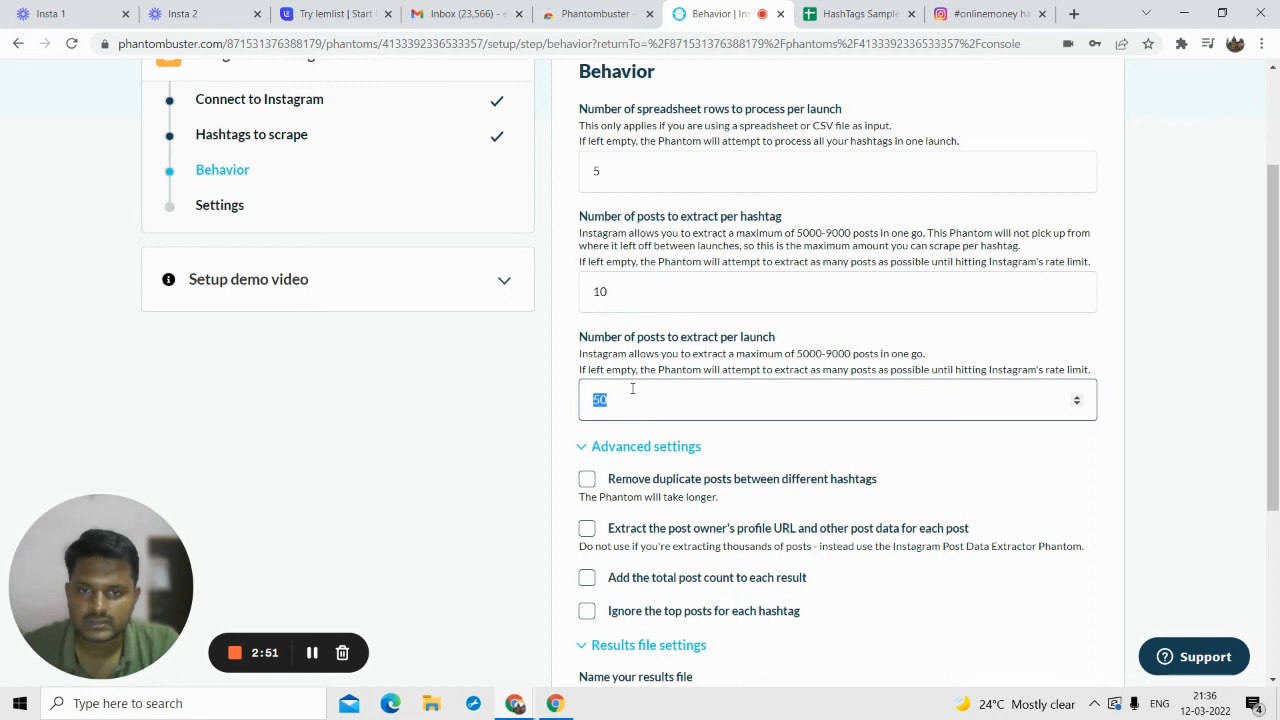 Insta 1
Insta 2
Try lemlist | Start
Inbox (23,566) - e
Phantombuster -
Behavior | Ins
HashTags Sample
#onlinemoney ha
phantombuster.com/871531376388179/phantoms/4133392336533357/setup/step/behavior?returnTo=%2F871531376388179%2Fphantoms%2F4133392336533357%2Fconsole
Connect to Instagram
Hashtags to scrape
Behavior
Settings
Setup demo video
Behavior
Number of spreadsheet rows to process per launch
This only applies if you are using a spreadsheet or CSV file as input.
If left empty, the Phantom will attempt to process all your hashtags in one launch.
5
Number of posts to extract per hashtag
Instagram allows you to extract a maximum of 5000-9000 posts in one go. This Phantom will not pick up from
where it left off between launches, so this is the maximum amount you can scrape per hashtag.
If left empty, the Phantom will attempt to extract as many posts as possible until hitting Instagram's rate limit.
10
Number of posts to extract per launch
Instagram allows you to extract a maximum of 5000-9000 posts in one go.
If left empty, the Phantom will attempt to extract as many posts as possible until hitting Instagram's rate limit.
50
Advanced settings
Remove duplicate posts between different hashtags
The Phantom will take longer.
Extract the post owner's profile URL and other post data for each post
Do not use if you're extracting thousands of posts - instead use the Instagram Post Data Extractor Phantom.
Add the total post count to each result
Ignore the top posts for each hashtag
Results file settings
Name your results file
2:51
Support
Type here to search
24°C Mostly clear
ENG
21:36
12-03-2022
4